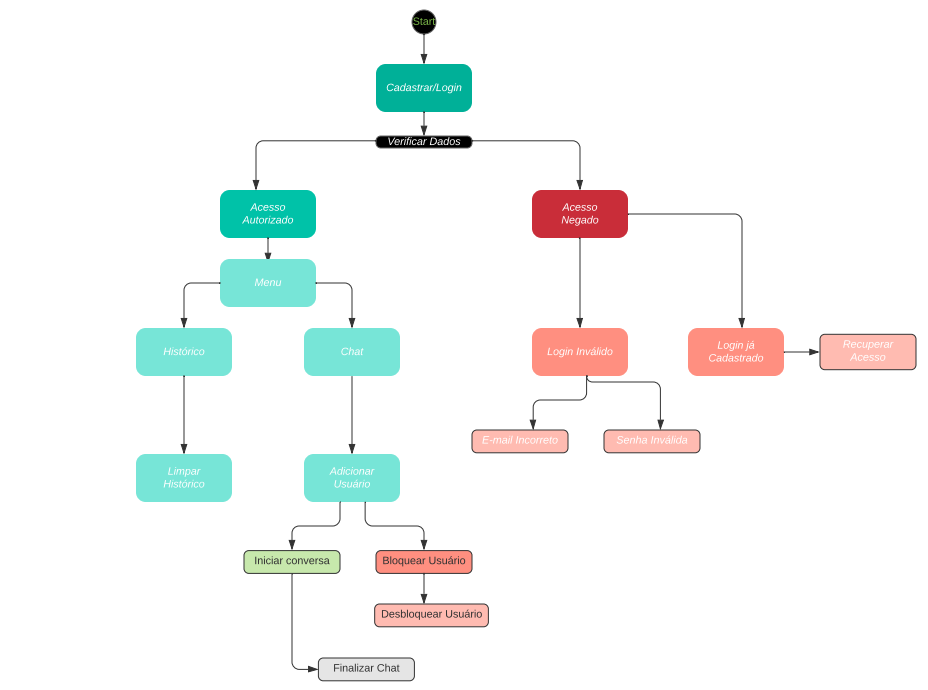 Start
Cadastrar/Login
Verificar Dados
Acesso
Autorizado
Acesso
Negado
Menu
Histórico
Chat
Login Inválido
Login já
Cadastrado
Recuperar
Acesso
E-mail Incorreto
Senha Inválida
Limpar
Histórico
Adicionar
Usuário
Iniciar conversa
Bloquear Usuário
Desbloquear Usuário
Finalizar Chat